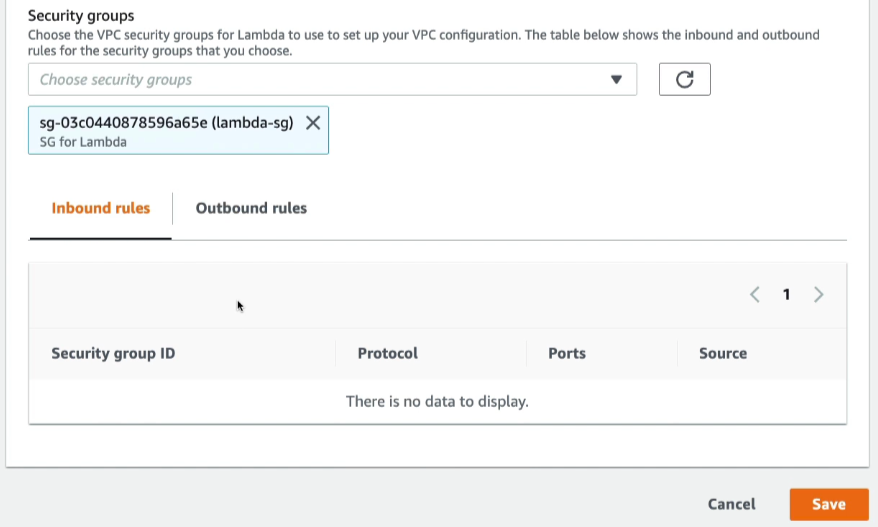 Security groups
Choose the VPC security groups for Lambda to use to set up your VPC configuration. The table below shows the inbound and outbound
rules for the security groups that you choose.
Choose security groups
sg-03c0440878596a65e (lambda-sg)
SG for Lambda
Inbound rules Outbound rules
1
Security group ID Protocol Ports Source
There is no data to display.
Cancel Save